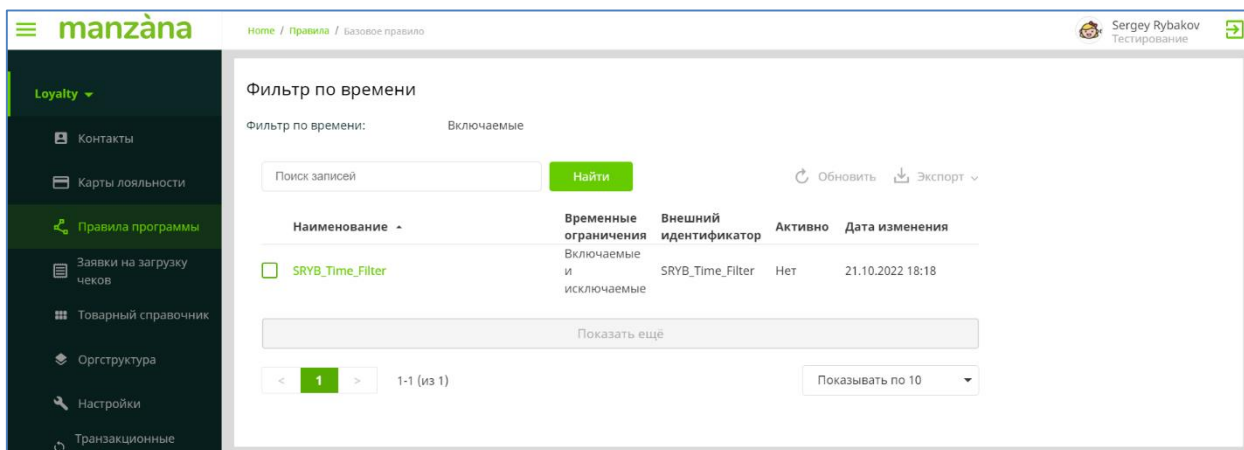 manzàna
Home / Правила / Базовое правило
Sergey Rybakov
Тестирование
Loyalty
Контакты
Карты лояльности
Правила программы
Заявки на загрузку
чеков
Товарный справочник
Оргструктура
Настройки
Транзакционные
Фильтр по времени
Фильтр по времени: Включаемые
Поиск записей Найти Обновить Экспорт
Наименование Временные ограничения Внешний идентификатор Активно Дата изменения
SRYB_Time_Filter Включаемые и исключаемые SRYB_Time_Filter Нет 21.10.2022 18:18
Показать ещё
< 1 > 1-1 (из 1) Показывать по 10